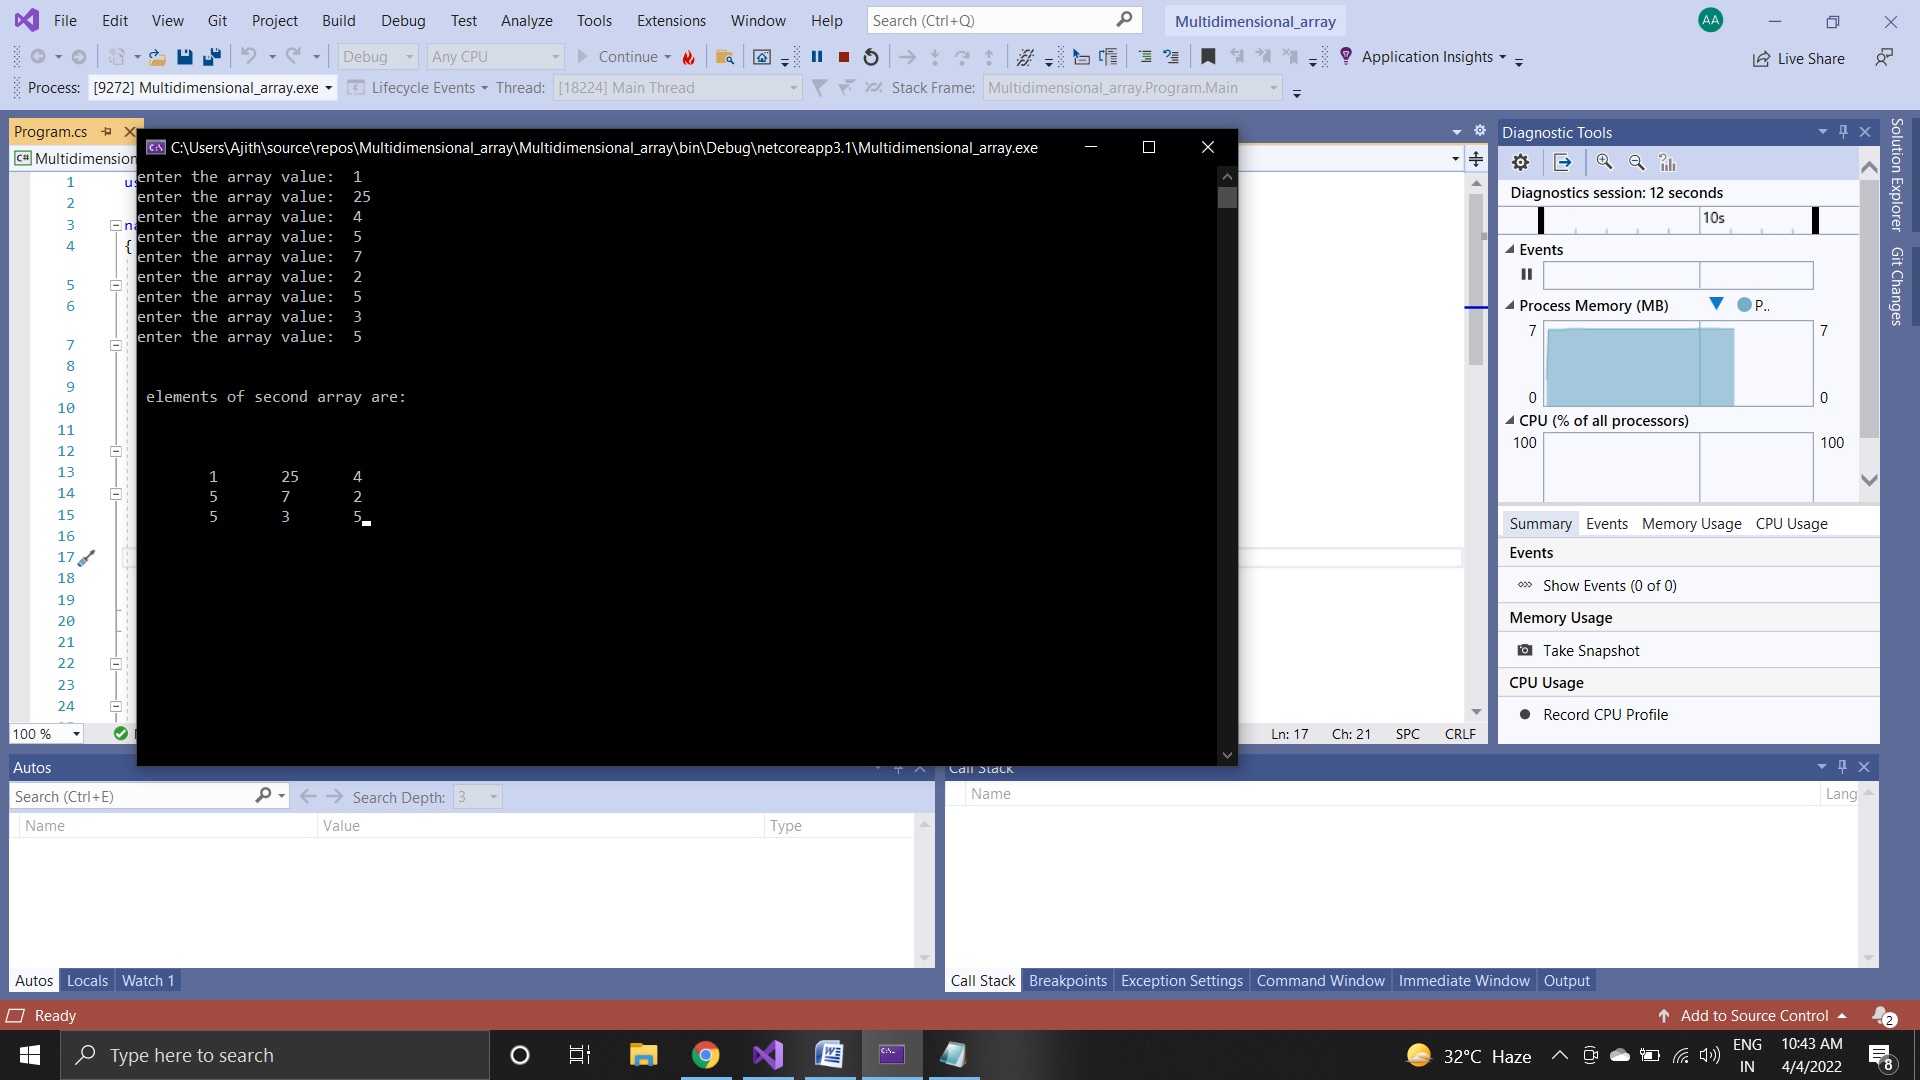 File Edit View Git Project Build Debug Test Analyze Tools Extensions Window Help Search (Ctrl+Q) Multidimensional_array AA
Debug Any CPU Continue Application Insights Live Share
Process: [9272] Multidimensional_array.exe Lifecycle Events Thread: [18224] Main Thread Stack Frame: Multidimensional_array.Program.Main
Program.cs
C# Multidimension
C:\Users\Ajith\source\repos\Multidimensional_array\Multidimensional_array\bin\Debug\netcoreapp3.1\Multidimensional_array.exe
enter the array value: 1
enter the array value: 25
enter the array value: 4
enter the array value: 5
enter the array value: 7
enter the array value: 2
enter the array value: 5
enter the array value: 3
enter the array value: 5
elements of second array are:
1 25 4
5 7 2
5 3 5
1
2
3
4 {
5
6
7
8
9
10
11
12
13
14
15
16
17
18
19
20
21
22
23
24
100 %
Ln: 17 Ch: 21 SPC CRLF
Diagnostic Tools
Diagnostics session: 12 seconds
10s
Events
Process Memory (MB) P..
7 7
0 0
CPU (% of all processors)
100 100
Summary Events Memory Usage CPU Usage
Events
Show Events (0 of 0)
Memory Usage
Take Snapshot
CPU Usage
Record CPU Profile
Solution Explorer
Git Changes
Autos
Search (Ctrl+E) Search Depth: 3
Name Value Type
Autos Locals Watch 1
Call Stack
Name Lang
Call Stack Breakpoints Exception Settings Command Window Immediate Window Output
Ready Add to Source Control 2
Type here to search
32°C Haze ENG IN 10:43 AM 4/4/2022 8